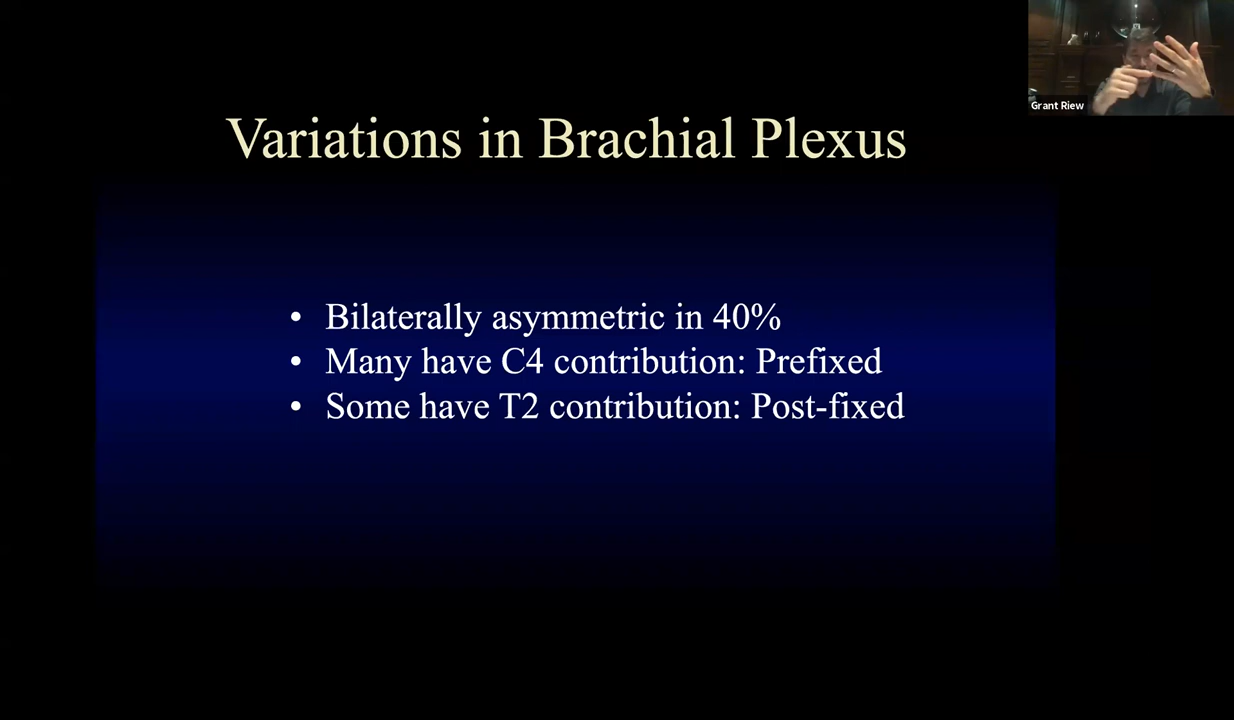 Grant Riew
Variations in Brachial Plexus
• Bilaterally asymmetric in 40%
• Many have C4 contribution: Prefixed
• Some have T2 contribution: Post-fixed